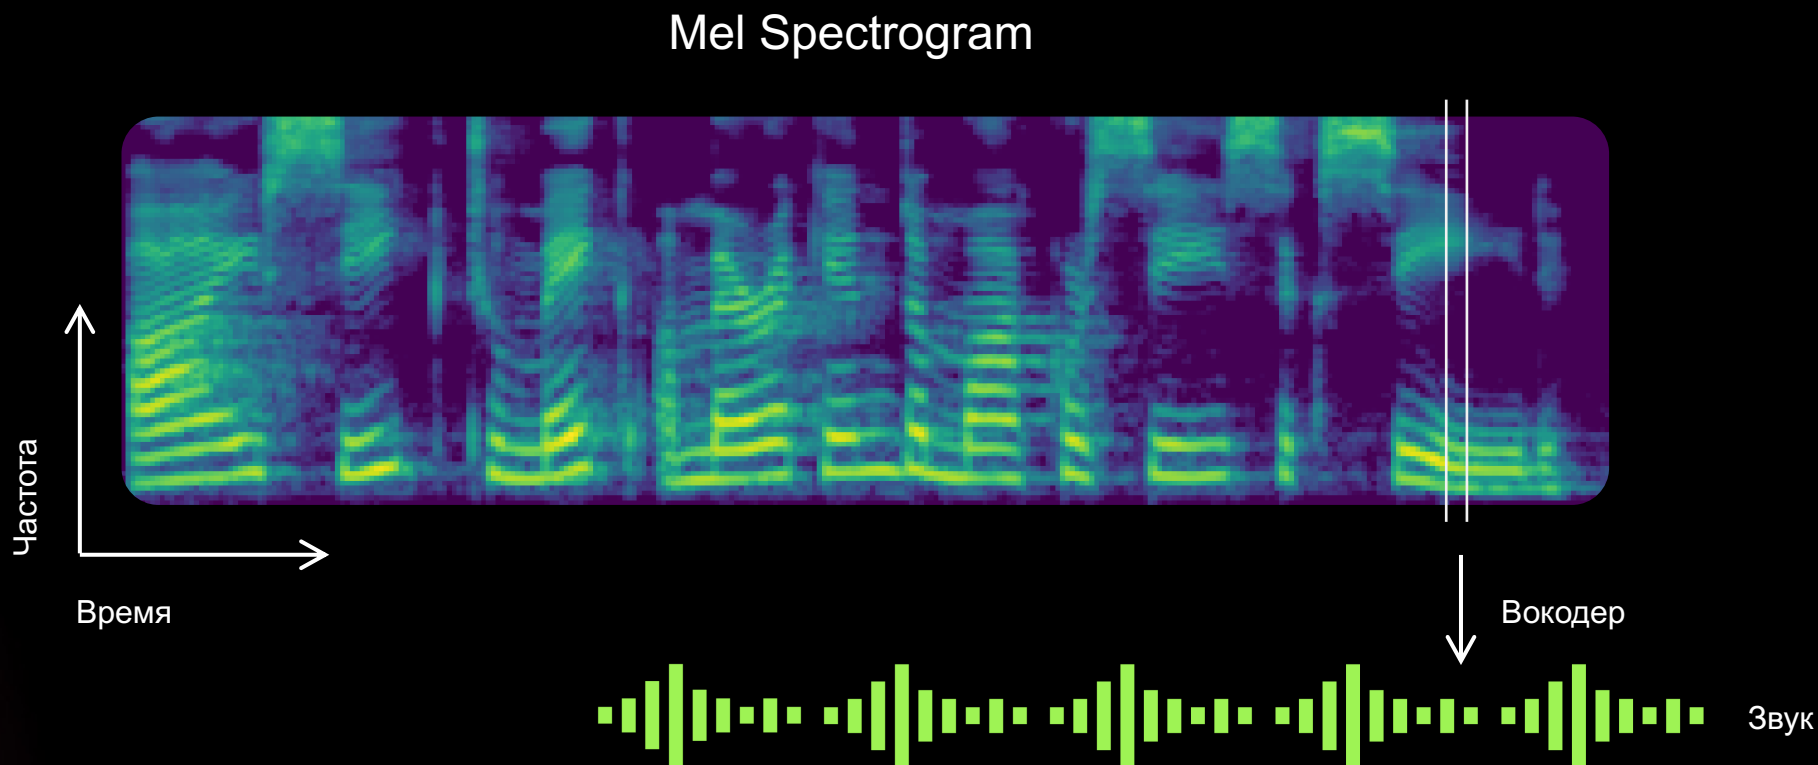 Mel Spectrogram
Частота
Время
Вокодер
Звук